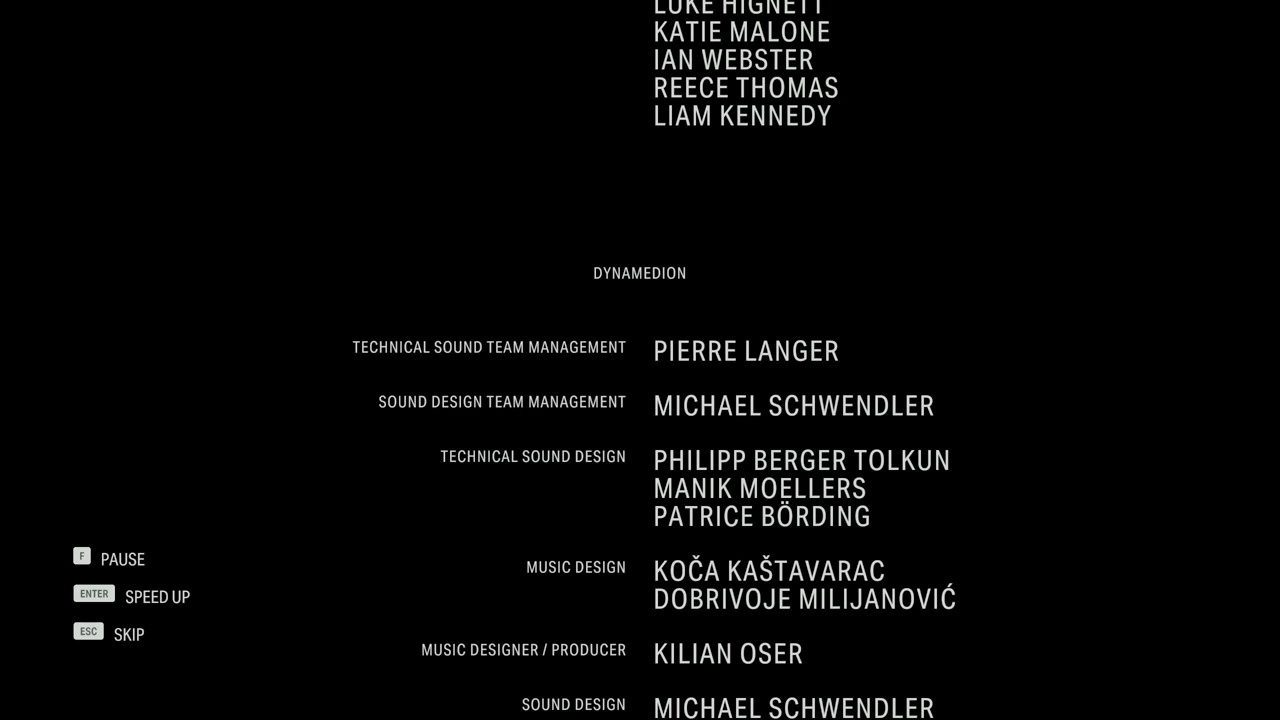 LUKE HIGNETT
KATIE MALONE
IAN WEBSTER
REECE THOMAS
LIAM KENNEDY
DYNAMEDION
TECHNICAL SOUND TEAM MANAGEMENT PIERRE LANGER
SOUND DESIGN TEAM MANAGEMENT MICHAEL SCHWENDLER
TECHNICAL SOUND DESIGN PHILIPP BERGER TOLKUN
MANIK MOELLERS
PATRICE BÖRDING
MUSIC DESIGN KOČA KAŠTAVARAC
DOBRIVOJE MILIJANOVIĆ
MUSIC DESIGNER / PRODUCER KILIAN OSER
SOUND DESIGN MICHAEL SCHWENDLER
F PAUSE
ENTER SPEED UP
ESC SKIP